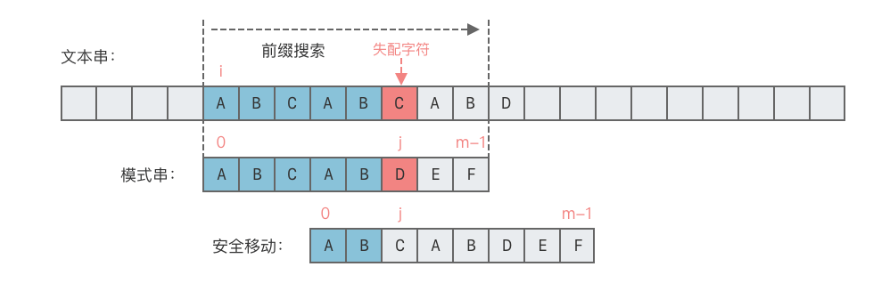 前缀搜索
失配字符
文本串:
i
A B C A B C A B D
0 j m-1
模式串:
A B C A B D E F
0 j m-1
安全移动:
A B C A B D E F